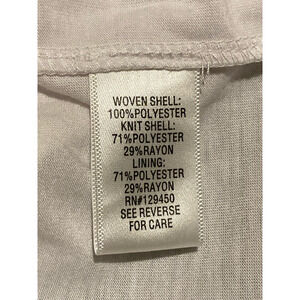 WOVEN SHELL:
100%POLYESTER
KNIT SHELL:
71%POLYESTER
29%RAYON
LINING:
71%POLYESTER
29%RAYON
RN#129450
SEE REVERSE
FOR CARE